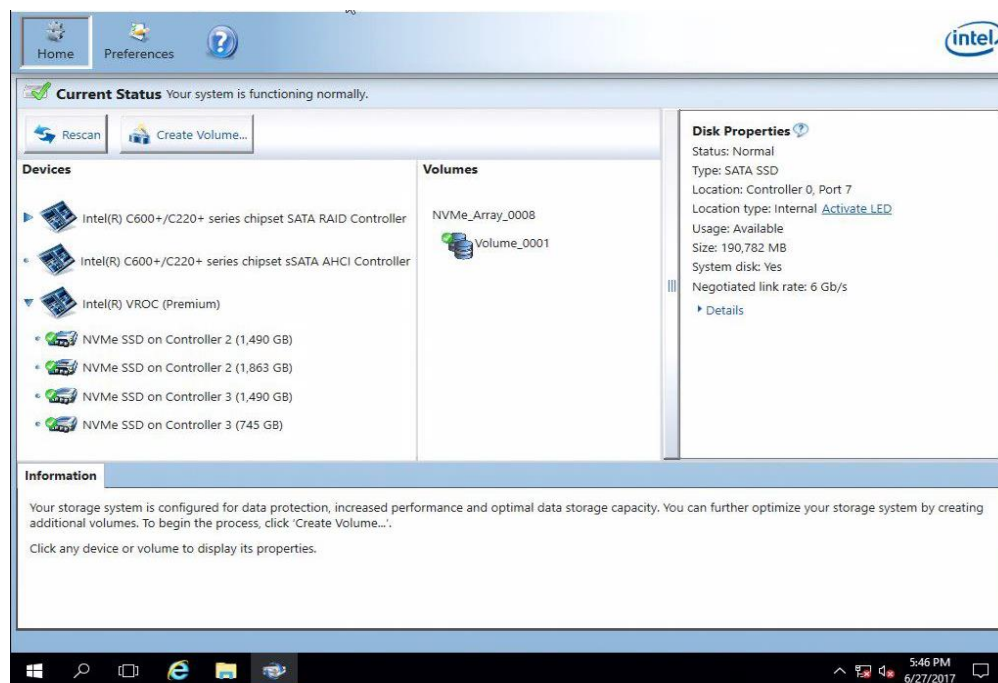 Home
Preferences
?
intel
Current Status Your system is functioning normally.
Rescan
Create Volume...
Devices
Intel(R) C600+/C220+ series chipset SATA RAID Controller
Intel(R) C600+/C220+ series chipset sSATA AHCI Controller
Intel(R) VROC (Premium)
NVMe SSD on Controller 2 (1,490 GB)
NVMe SSD on Controller 2 (1,863 GB)
NVMe SSD on Controller 3 (1,490 GB)
NVMe SSD on Controller 3 (745 GB)
Volumes
NVMe_Array_0008
Volume_0001
Disk Properties ?
Status: Normal
Type: SATA SSD
Location: Controller 0, Port 7
Location type: Internal Activate LED
Usage: Available
Size: 190,782 MB
System disk: Yes
Negotiated link rate: 6 Gb/s
Details
Information
Your storage system is configured for data protection, increased performance and optimal data storage capacity. You can further optimize your storage system by creating
additional volumes. To begin the process, click 'Create Volume...'.
Click any device or volume to display its properties.
5:46 PM
6/27/2017